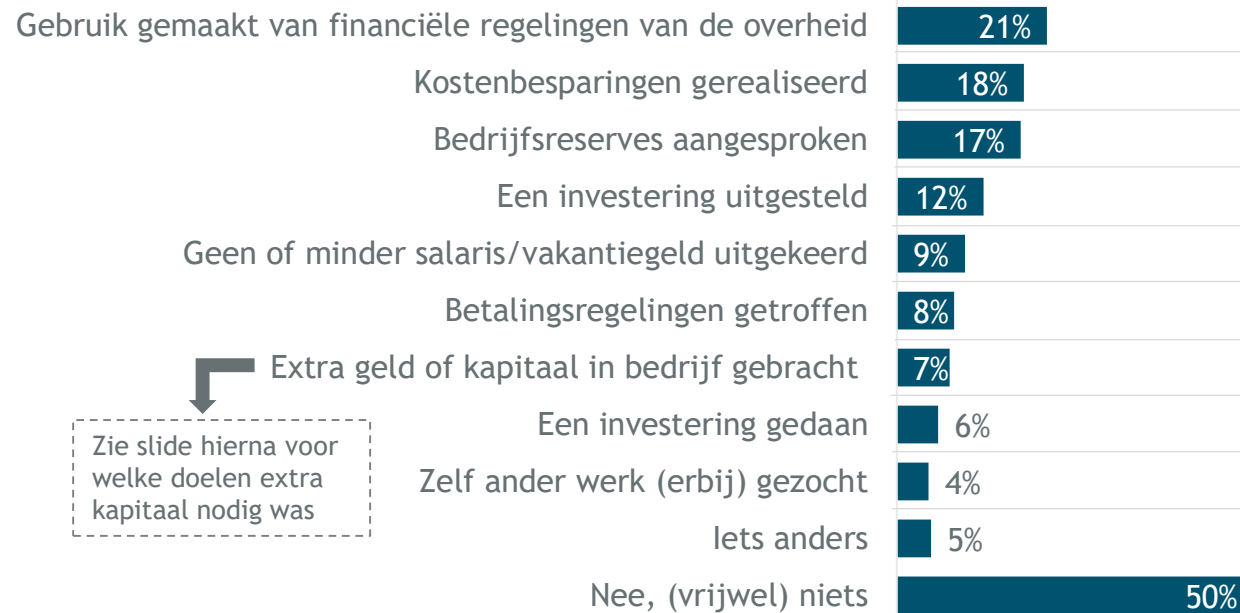 Gebruik gemaakt van financiële regelingen van de overheid 21%
Kostenbesparingen gerealiseerd 18%
Bedrijfsreserves aangesproken 17%
Een investering uitgesteld 12%
Geen of minder salaris/vakantiegeld uitgekeerd 9%
Betalingsregelingen getroffen 8%
Extra geld of kapitaal in bedrijf gebracht 7%
Zie slide hierna voor
welke doelen extra
kapitaal nodig was
Een investering gedaan 6%
Zelf ander werk (erbij) gezocht 4%
Iets anders 5%
Nee, (vrijwel) niets 50%